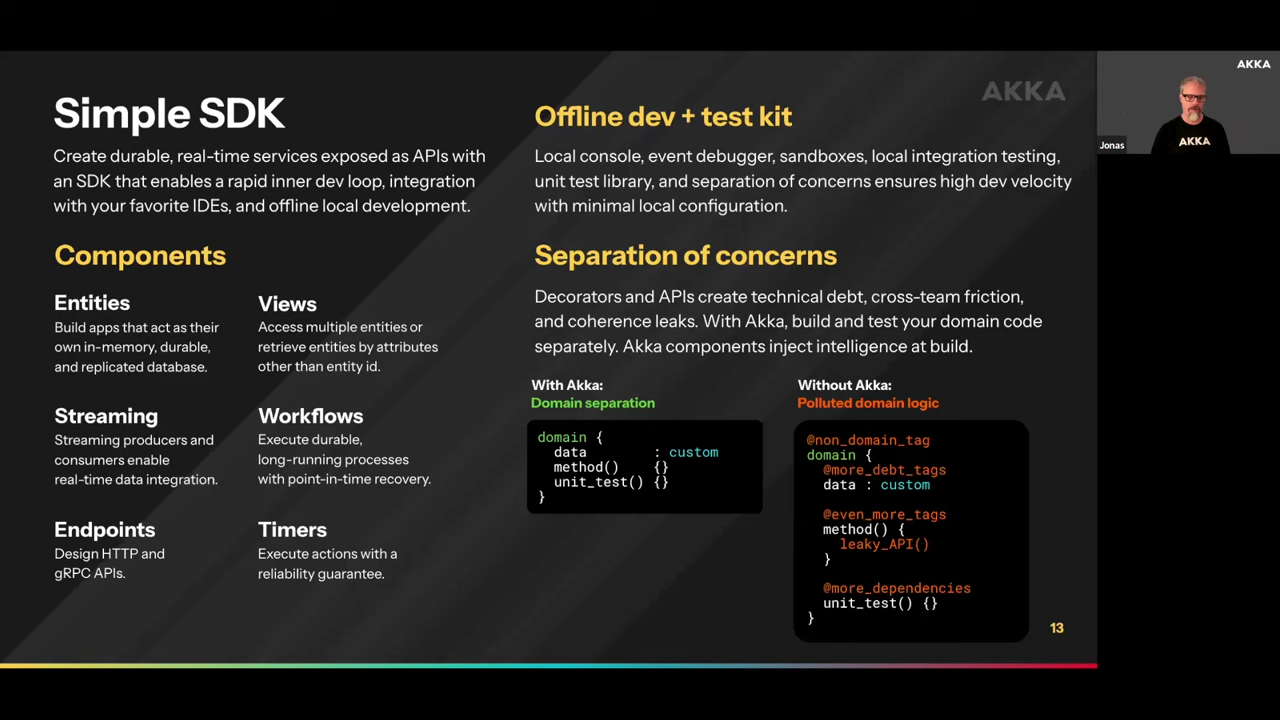 AKKA
Simple SDK
Create durable, real-time services exposed as APIs with
an SDK that enables a rapid inner dev loop, integration
with your favorite IDEs, and offline local development.
Components
Entities
Build apps that act as their
own in-memory, durable,
and replicated database.
Views
Access multiple entities or
retrieve entities by attributes
other than entity id.
Streaming
Streaming producers and
consumers enable
real-time data integration.
Workflows
Execute durable,
long-running processes
with point-in-time recovery.
Endpoints
Design HTTP and
gRPC APIs.
Timers
Execute actions with a
reliability guarantee.
Offline dev + test kit
Local console, event debugger, sandboxes, local integration testing,
unit test library, and separation of concerns ensures high dev velocity
with minimal local configuration.
Separation of concerns
Decorators and APIs create technical debt, cross-team friction,
and coherence leaks. With Akka, build and test your domain code
separately. Akka components inject intelligence at build.
With Akka:
Domain separation
domain {
data : custom
method() {}
unit_test() {}
}
Without Akka:
Polluted domain logic
@non_domain_tag
domain {
@more_debt_tags
data : custom
@even_more_tags
method() {
leaky_API()
}
@more_dependencies
unit_test() {}
}
13
AKKA
AKKA
Jonas